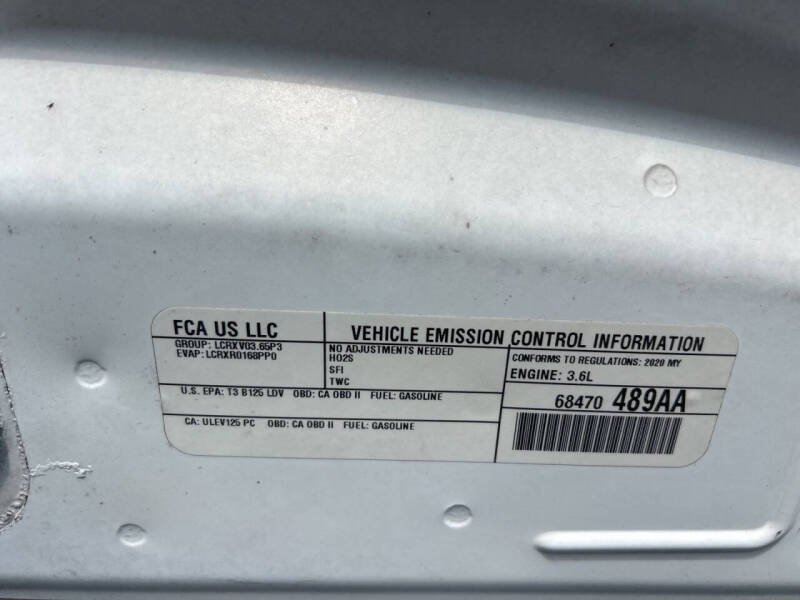 FCA US LLC
GROUP: LCRXV03.65P3
EVAP: LCRXR0168PP0
VEHICLE EMISSION CONTROL INFORMATION
NO ADJUSTMENTS NEEDED
HO2S
SFI
TWC
CONFORMS TO REGULATIONS: 2020 MY
ENGINE: 3.6L
U.S. EPA: T3 B125 LDV OBD: CA OBD II FUEL: GASOLINE
68470 489AA
CA: ULEV125 PC OBD: CA OBD II FUEL: GASOLINE